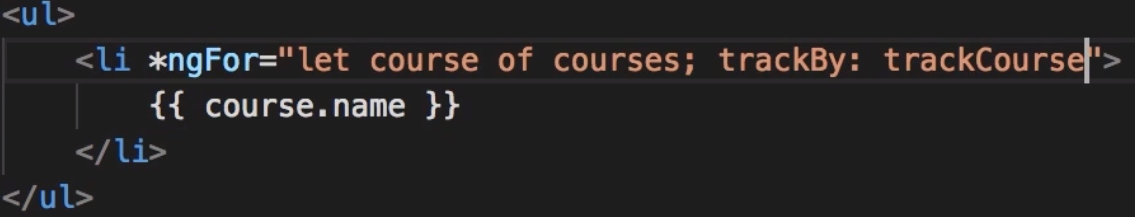 <ul>
<li *ngFor="let course of courses; trackBy: trackCourse">
{{ course.name }}
</li>
</ul>